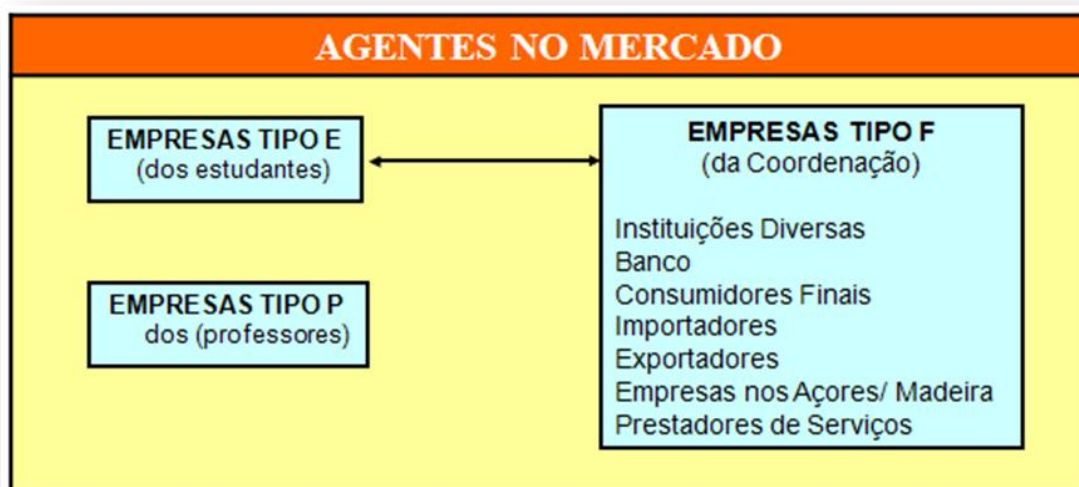 AGENTES NO MERCADO
EMPRESAS TIPO E
(dos estudantes)
EMPRESAS TIPO P
dos (professores)
EMPRESAS TIPO F
(da Coordenação)
Instituições Diversas
Banco
Consumidores Finais
Importadores
Exportadores
Empresas nos Açores/ Madeira
Prestadores de Serviços